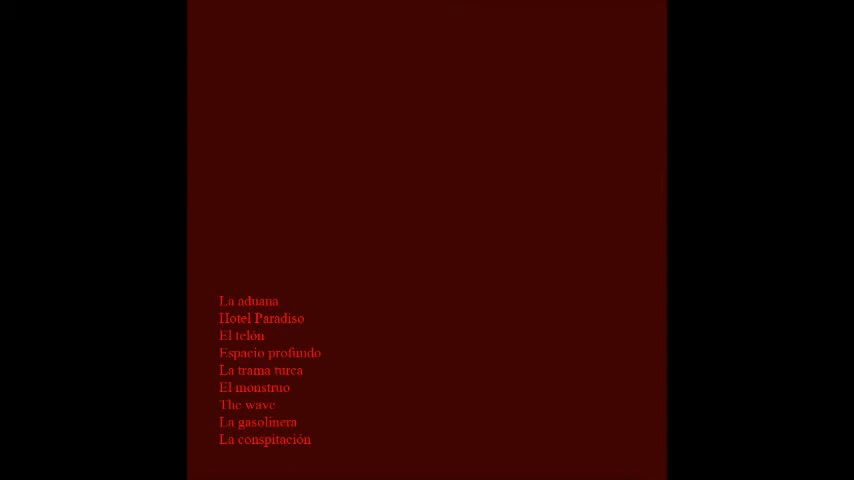 La aduana
Hotel Paradiso
El telón
Espacio profundo
La trama turca
El monstruo
The wave
La gasolinera
La conspitación